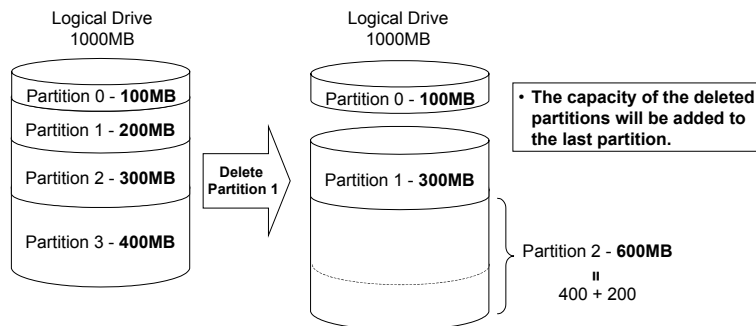 Logical Drive
1000MB
Partition 0 - 100MB
Partition 1 - 200MB
Partition 2 - 300MB
Partition 3 - 400MB
Delete
Partition 1
Logical Drive
1000MB
Partition 0 - 100MB
Partition 1 - 300MB
Partition 2 - 600MB
=
400 + 200
• The capacity of the deleted
partitions will be added to
the last partition.